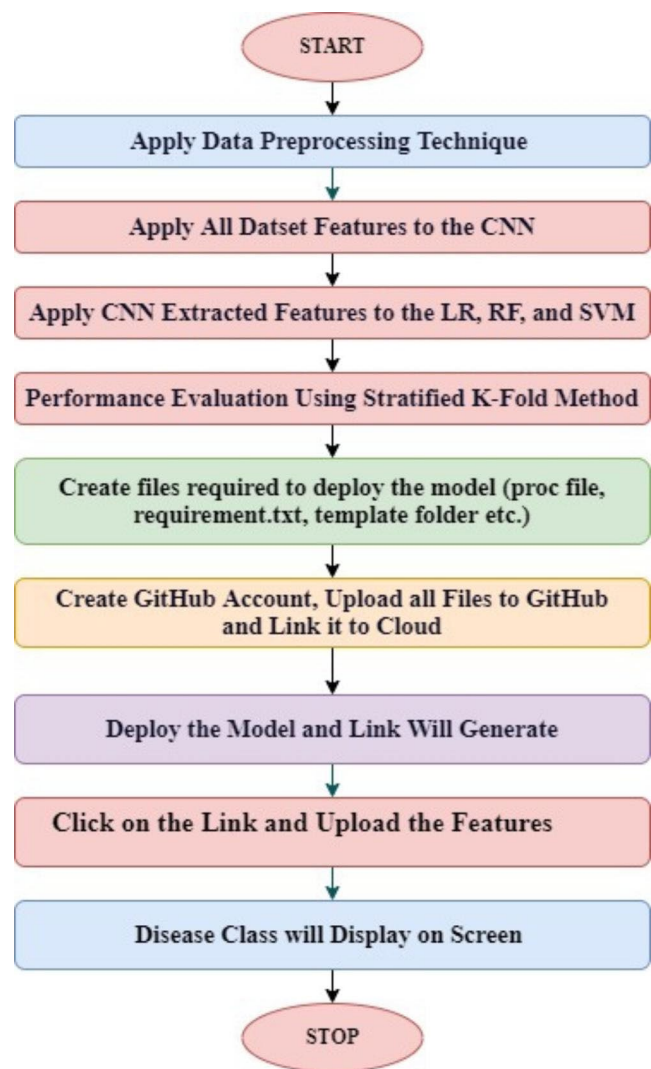 START
Apply Data Preprocessing Technique
Apply All Datset Features to the CNN
Apply CNN Extracted Features to the LR, RF, and SVM
Performance Evaluation Using Stratified K-Fold Method
Create files required to deploy the model (proc file,
requirement.txt, template folder etc.)
Create GitHub Account, Upload all Files to GitHub
and Link it to Cloud
Deploy the Model and Link Will Generate
Click on the Link and Upload the Features
Disease Class will Display on Screen
STOP